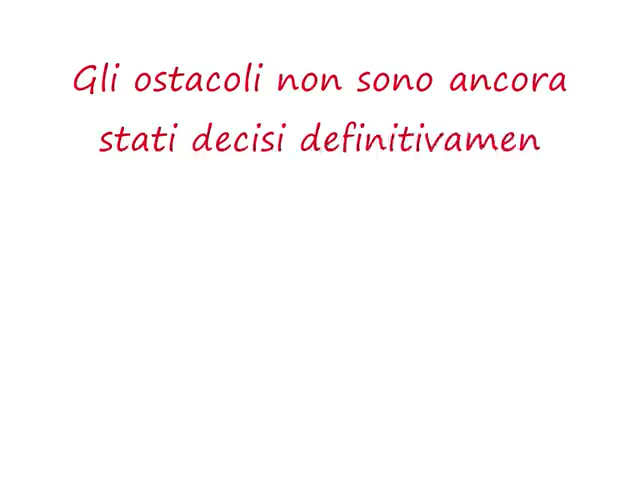 Gli ostacoli non sono ancora
stati decisi definitivamen